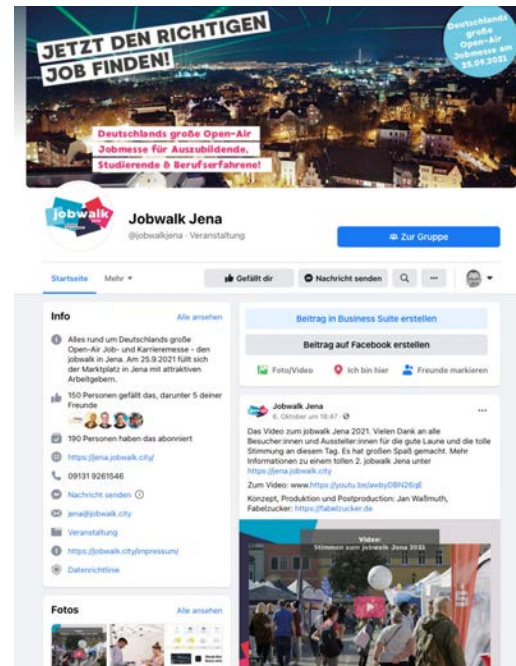 JETZT DEN RICHTIGEN
JOB FINDEN!
Deutschlands
große
Open-Air
Jobmesse am
25.09.2021
Deutschlands große Open-Air
Jobmesse für Auszubildende,
Studierende & Berufserfahrene!
jobwalk
Jobwalk Jena
@jobwalkjena · Veranstaltung
Zur Gruppe
Startseite
Mehr
Gefällt dir
Nachricht senden
Info
Alle ansehen
Alles rund um Deutschlands große
Open-Air Job- und Karrieremesse - den
jobwalk in Jena. Am 25.9.2021 füllt sich
der Marktplatz in Jena mit attraktiven
Arbeitgebern.
150 Personen gefällt das, darunter 5 deiner
Freunde
190 Personen haben das abonniert
https://jena.jobwalk.city/
09131 9261546
Nachricht senden
jena@jobwalk.city
Veranstaltung
https://jobwalk.city/impressum/
Datenrichtlinie
Fotos
Alle ansehen
Beitrag in Business Suite erstellen
Beitrag auf Facebook erstellen
Foto/Video
Ich bin hier
Freunde markieren
Jobwalk Jena
6. Oktober um 18:47
Das Video zum jobwalk Jena 2021. Vielen Dank an alle
Besucher:innen und Aussteller:innen für die gute Laune und die tolle
Stimmung an diesem Tag. Es hat großen Spaß gemacht. Mehr
Informationen zu einem tollen 2. jobwalk Jena unter
https://jena.jobwalk.city/
Zum Video: www.https://youtu.be/awbyDBN26qE
Konzept, Produktion und Postproduction: Jan Waßmuth,
Fabelzucker: https://fabelzucker.de
Video:
Stimmen zum jobwalk Jena 2021